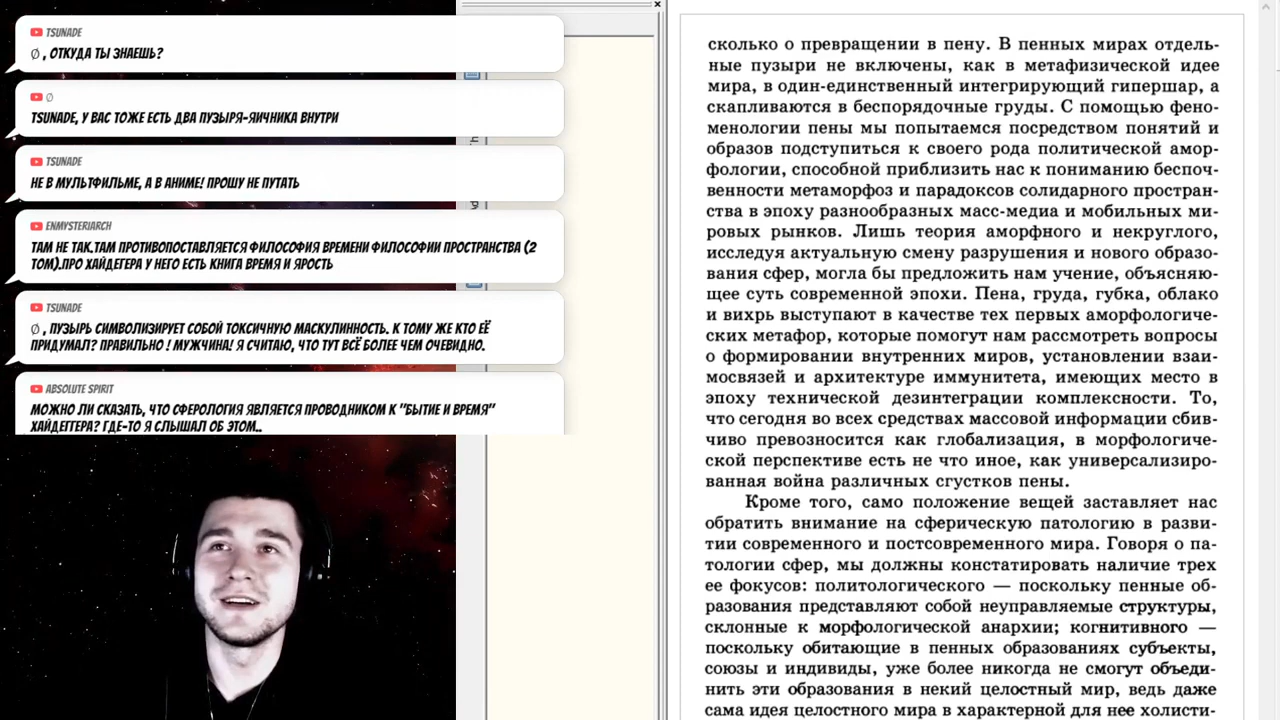 TSUNADE
Ø , ОТКУДА ТЫ ЗНАЕШЬ?
Ø
TSUNADE, У ВАС ТОЖЕ ЕСТЬ ДВА ПУЗЫРЯ-ЯИЧНИКА ВНУТРИ
TSUNADE
НЕ В МУЛЬТФИЛЬМЕ, А В АНИМЕ! ПРОШУ НЕ ПУТАТЬ
ENMYSTERIARCH
ТАМ НЕ ТАК.ТАМ ПРОТИВОПОСТАВЛЯЕТСЯ ФИЛОСОФИЯ ВРЕМЕНИ ФИЛОСОФИИ ПРОСТРАНСТВА (2
ТОМ).ПРО ХАЙДЕГЕРА У НЕГО ЕСТЬ КНИГА ВРЕМЯ И ЯРОСТЬ
TSUNADE
Ø , ПУЗЫРЬ СИМВОЛИЗИРУЕТ СОБОЙ ТОКСИЧНУЮ МАСКУЛИННОСТЬ. К ТОМУ ЖЕ КТО ЕЁ
ПРИДУМАЛ? ПРАВИЛЬНО ! МУЖЧИНА! Я СЧИТАЮ, ЧТО ТУТ ВСЁ БОЛЕЕ ЧЕМ ОЧЕВИДНО.
ABSOLUTE SPIRIT
МОЖНО ЛИ СКАЗАТЬ, ЧТО СФЕРОЛОГИЯ ЯВЛЯЕТСЯ ПРОВОДНИКОМ К "БЫТИЕ И ВРЕМЯ"
ХАЙДЕГГЕРА? ГДЕ-ТО Я СЛЫШАЛ ОБ ЭТОМ..
сколько о превращении в пену. В пенных мирах отдель-
ные пузыри не включены, как в метафизической идее
мира, в один-единственный интегрирующий гипершар, а
скапливаются в беспорядочные груды. С помощью фено-
менологии пены мы попытаемся посредством понятий и
образов подступиться к своего рода политической амор-
фологии, способной приблизить нас к пониманию беспоч-
венности метаморфоз и парадоксов солидарного простран-
ства в эпоху разнообразных масс-медиа и мобильных ми-
ровых рынков. Лишь теория аморфного и некруглого,
исследуя актуальную смену разрушения и нового образо-
вания сфер, могла бы предложить нам учение, объясняю-
щее суть современной эпохи. Пена, груда, губка, облако
и вихрь выступают в качестве тех первых аморфологиче-
ских метафор, которые помогут нам рассмотреть вопросы
о формировании внутренних миров, установлении взаи-
мосвязей и архитектуре иммунитета, имеющих место в
эпоху технической дезинтеграции комплексности. То,
что сегодня во всех средствах массовой информации сбив-
чиво превозносится как глобализация, в морфологиче-
ской перспективе есть не что иное, как универсализиро-
ванная война различных сгустков пены.
Кроме того, само положение вещей заставляет нас
обратить внимание на сферическую патологию в разви-
тии современного и постсовременного мира. Говоря о па-
тологии сфер, мы должны констатировать наличие трех
ее фокусов: политологического — поскольку пенные об-
разования представляют собой неуправляемые структуры,
склонные к морфологической анархии; когнитивного —
поскольку обитающие в пенных образованиях субъекты,
союзы и индивиды, уже более никогда не смогут объеди-
нить эти образования в некий целостный мир, ведь даже
сама идея целостного мира в характерной для нее холисти-